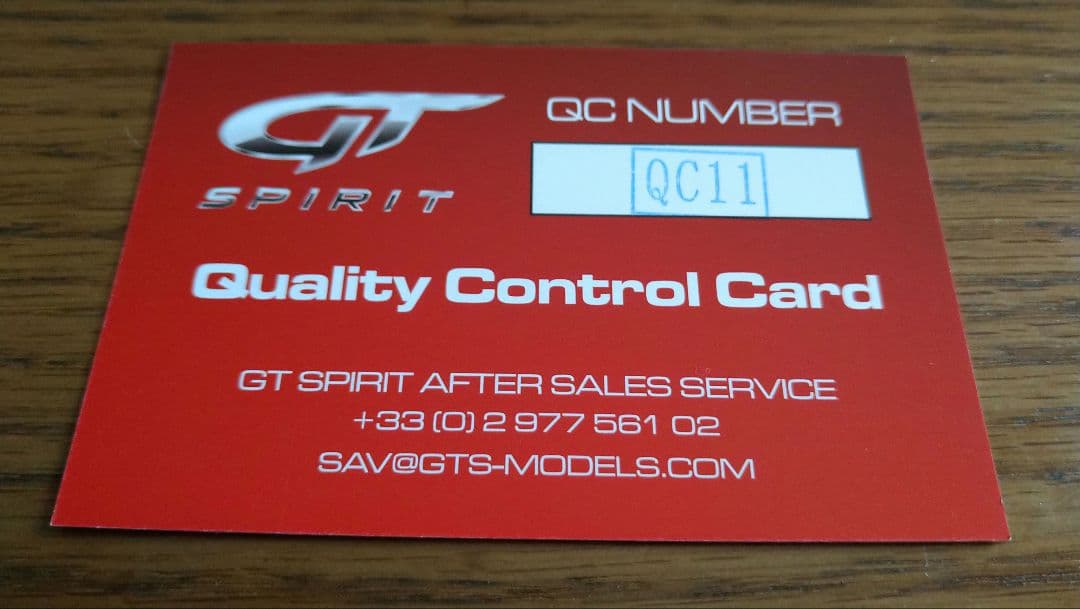 GT
SPIRIT
QC NUMBER
QC11
Quality Control Card
GT SPIRIT AFTER SALES SERVICE
+33 (0) 2 977 561 02
SAV@GTS-MODELS.COM